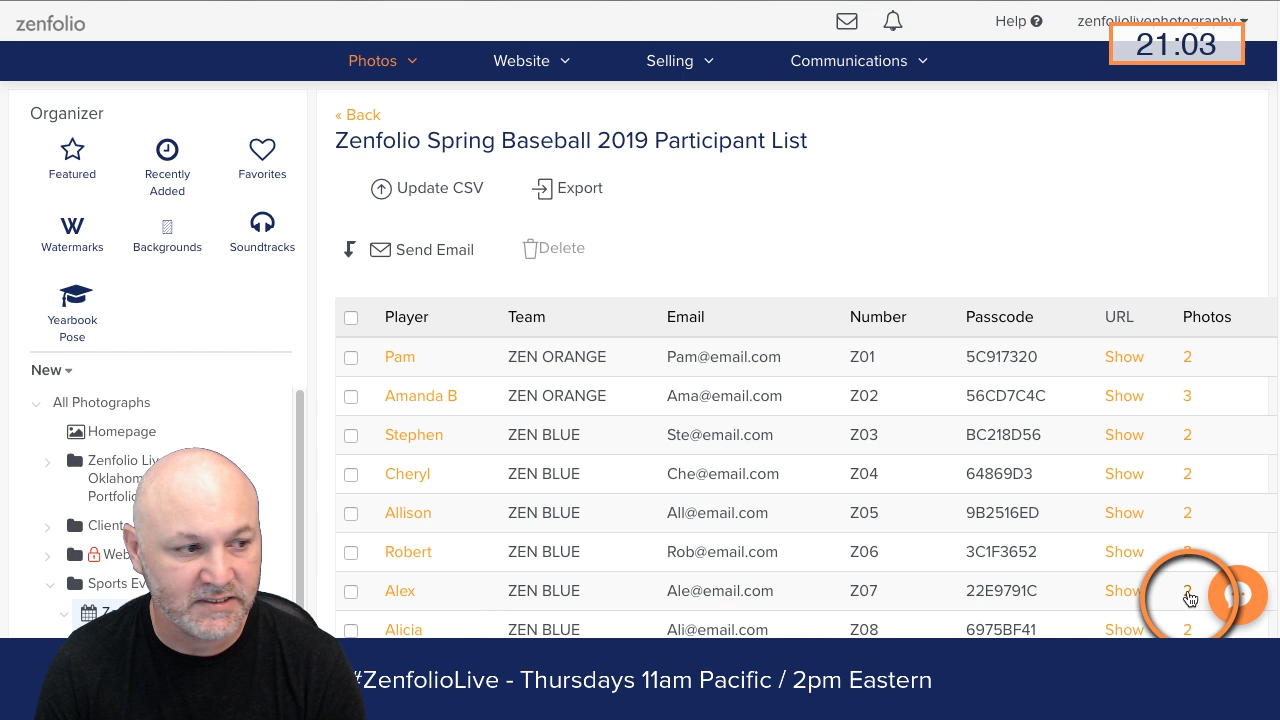 zenfolio
Help
zenfoliolivephotography
21:03
Photos
Website
Selling
Communications
Organizer
Featured
Recently
Added
Favorites
W
Watermarks
Backgrounds
Soundtracks
Yearbook
Pose
New
All Photographs
Homepage
Zenfolio
Client
Sports
« Back
Zenfolio Spring Baseball 2019 Participant List
Update CSV
Export
Send Email
Delete
Player Team Email Number Passcode URL Photos
Pam ZEN ORANGE Pam@email.com Z01 5C917320 Show 2
Amanda B ZEN ORANGE Ama@email.com Z02 56CD7C4C Show 3
Stephen ZEN BLUE Ste@email.com Z03 BC218D56 Show 2
Cheryl ZEN BLUE Che@email.com Z04 64869D3 Show 2
Allison ZEN BLUE All@email.com Z05 9B2516ED Show 2
Robert ZEN BLUE Rob@email.com Z06 3C1F3652 Show
Alex ZEN BLUE Ale@email.com Z07 22E9791C Show
Alicia ZEN BLUE Ali@email.com Z08 6975BF41 Show 2
#ZenfolioLive - Thursdays 11am Pacific / 2pm Eastern